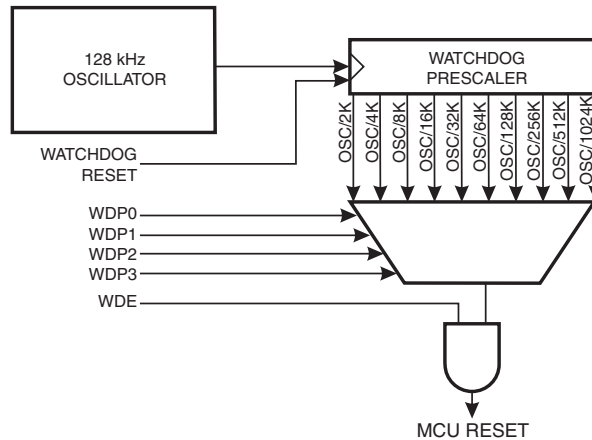 128 kHz
OSCILLATOR
WATCHDOG
PRESCALER
OSC/2K
OSC/4K
OSC/8K
OSC/16K
OSC/32K
OSC/64K
OSC/128K
OSC/256K
OSC/512K
OSC/1024K
WATCHDOG
RESET
WDP0
WDP1
WDP2
WDP3
WDE
MCU RESET